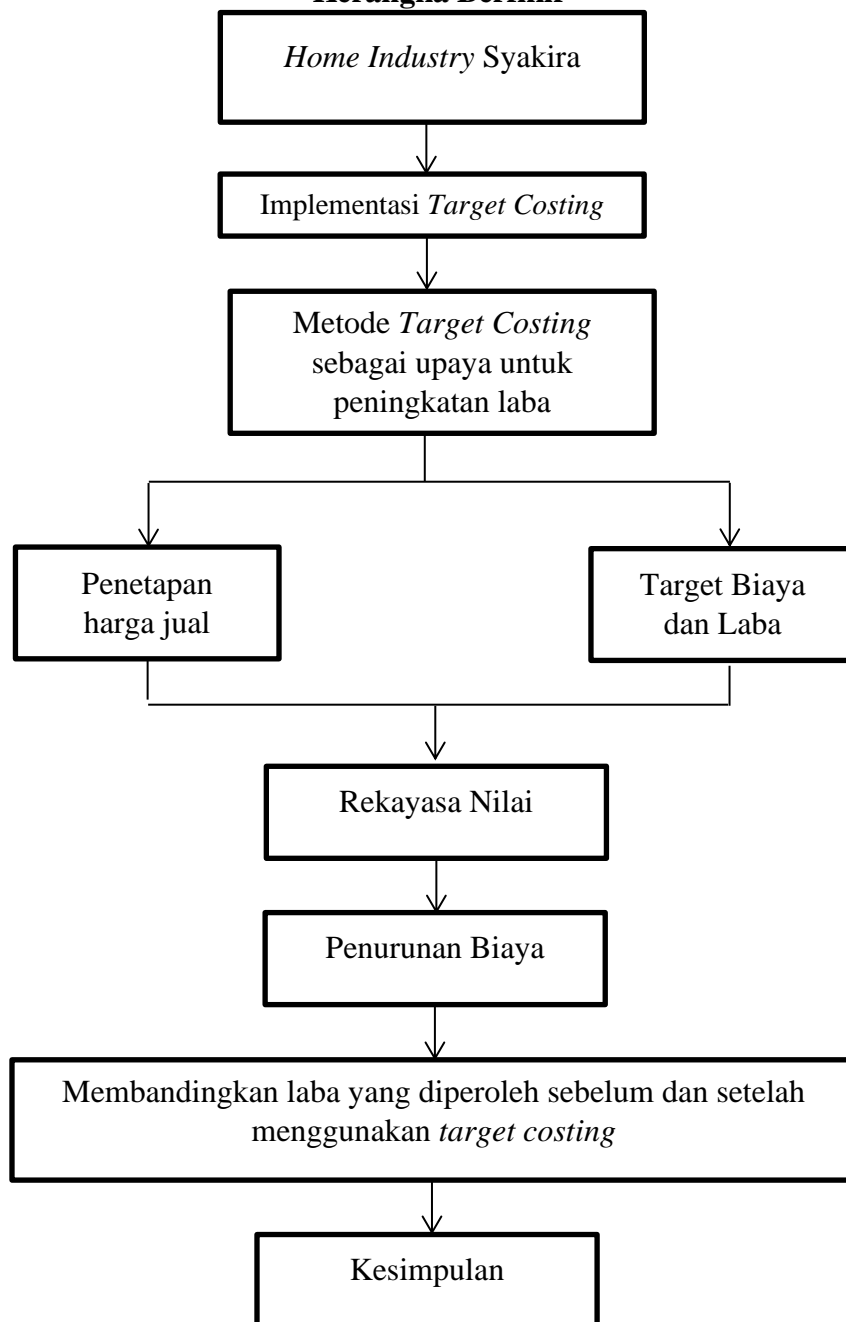 Kerangka
Home Industry Syakira
Implementasi Target Costing
Metode Target Costing
sebagai upaya untuk
peningkatan laba
Penetapan
harga jual
Target Biaya
dan Laba
Rekayasa Nilai
Penurunan Biaya
Membandingkan laba yang diperoleh sebelum dan setelah
menggunakan target costing
Kesimpulan